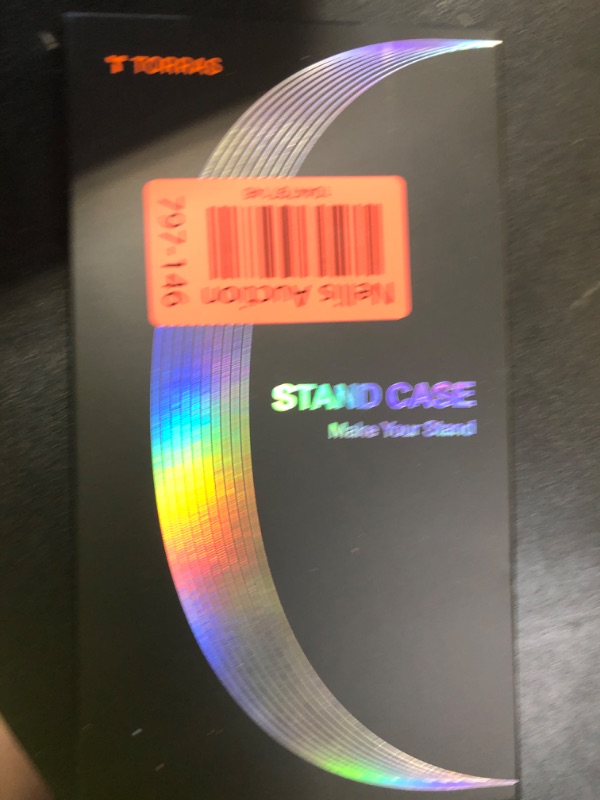 TORRAS
Nellis Auction
797-146
STAND CASE
Make Your Stand